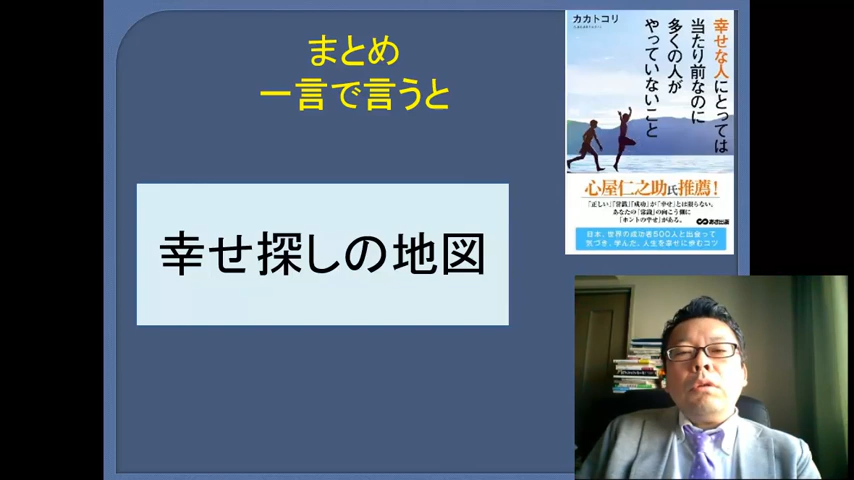 まとめ
一言で言うと
幸せ探しの地図
カカトコリ
幸せな人にとっては
当たり前なのに
多くの人が
やっていないこと
心屋仁之助氏推薦!
「正しい」「常識」「成功」が「幸せ」とは限らない。
あなたの「常識」の向こう側に
「ホントの幸せ」がある。
あさ出版
日本、世界の成功者500人と出会って
気づき、学んだ、人生を幸せに歩むコツ